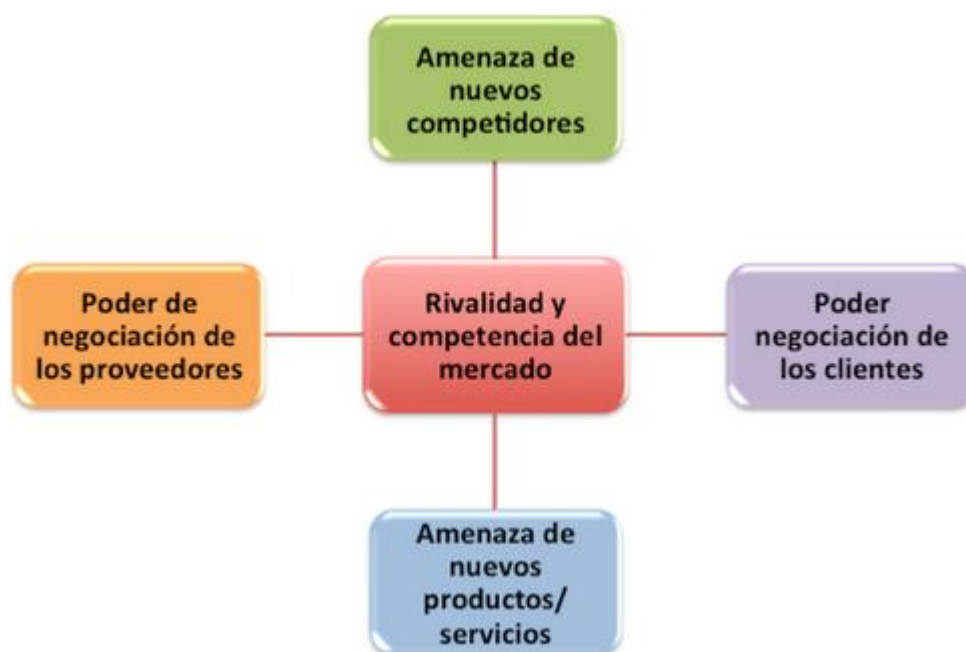 Amenaza de
nuevos
competidores
Poder de
negociación de
los proveedores
Rivalidad y
competencia del
mercado
Poder
negociación de
los clientes
Amenaza de
nuevos
productos/
servicios